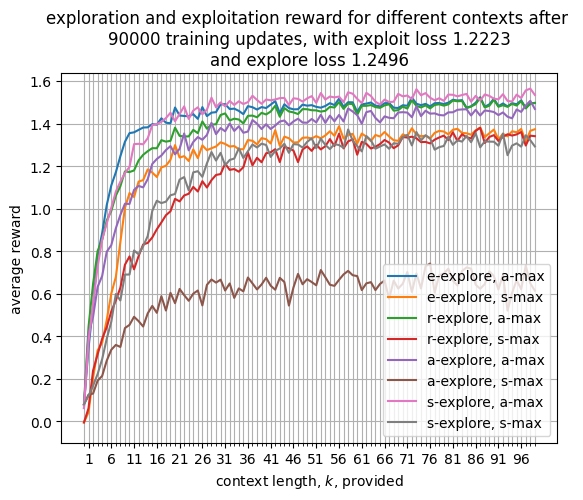 exploration and exploitation reward for different contexts after
90000 training updates, with exploit loss 1.2223
and explore loss 1.2496
average reward
1.6
1.4
1.2
1.0
0.8
0.6
0.4
0.2
0.0
e-explore, a-max
e-explore, s-max
r-explore, a-max
r-explore, s-max
a-explore, a-max
a-explore, s-max
s-explore, a-max
s-explore, s-max
1 6 11 16 21 26 31 36 41 46 51 56 61 66 71 76 81 86 91 96
context length, k, provided